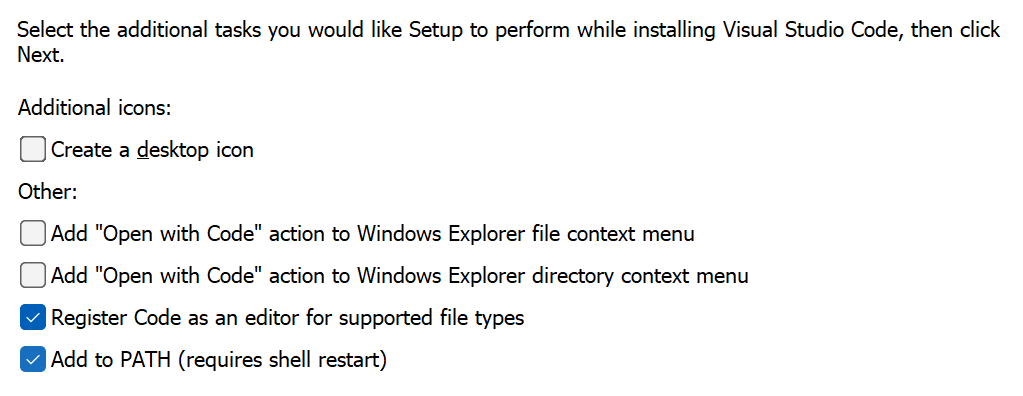 Select the additional tasks you would like Setup to perform while installing Visual Studio Code, then click
Next.
Additional icons:
Create a desktop icon
Other:
Add "Open with Code" action to Windows Explorer file context menu
Add "Open with Code" action to Windows Explorer directory context menu
Register Code as an editor for supported file types
Add to PATH (requires shell restart)